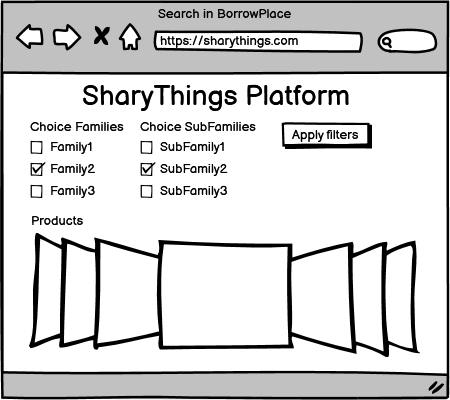 Search in BorrowPlace
https://sharythings.com
SharyThings Platform
Choice Families
Family1
Family2
Family3
Choice SubFamilies
SubFamily1
SubFamily2
SubFamily3
Apply filters
Products